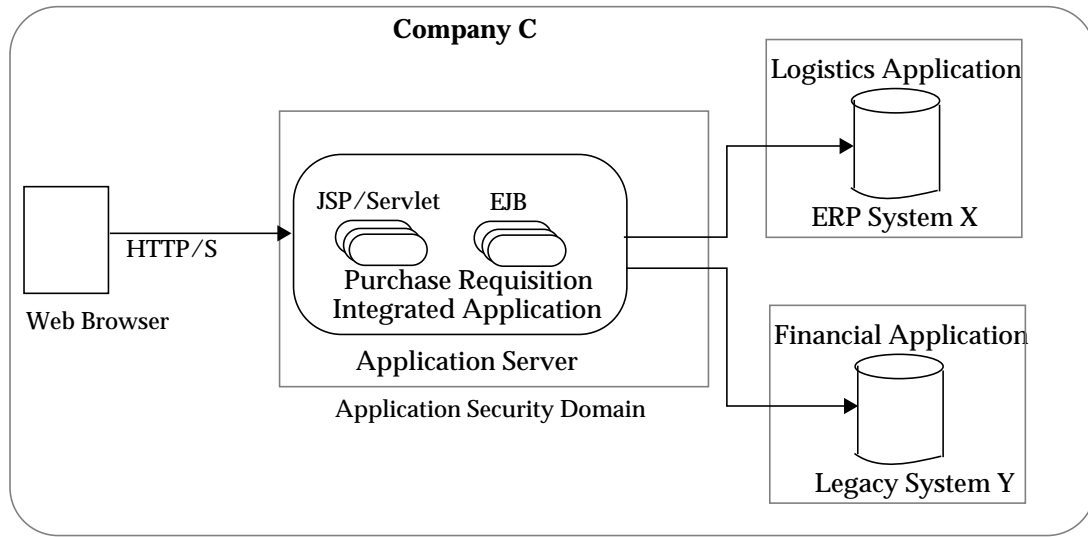 Company C
Logistics Application
ERP System X
JSP/Servlet
EJB
Purchase Requisition
Integrated Application
Application Server
Application Security Domain
HTTP/S
Web Browser
Financial Application
Legacy System Y